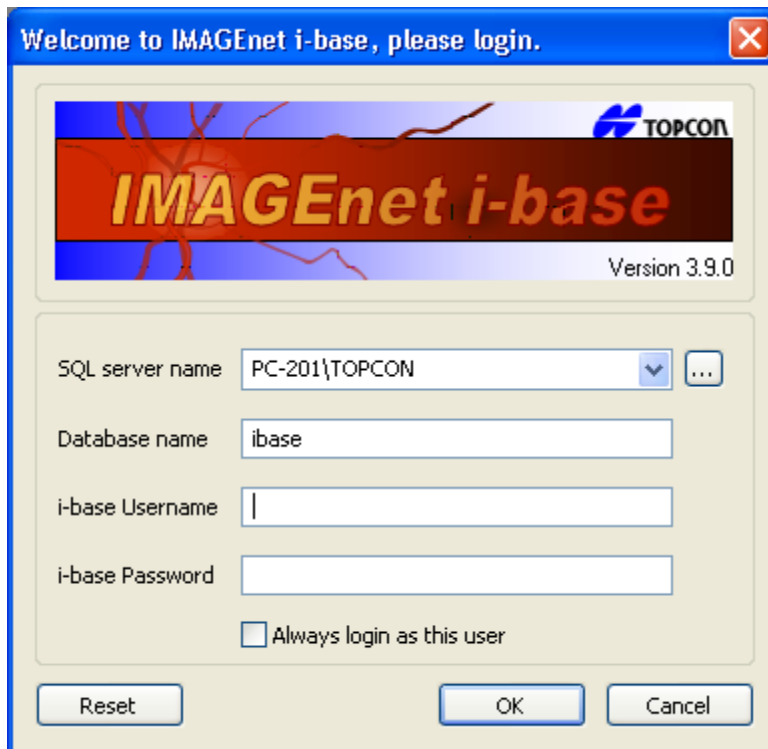 Welcome to IMAGEnet i-base, please login.
TOPCON
IMAGEnet i-base
Version 3.9.0
SQL server name PC-201\TOPCON ...
Database name ibase
i-base Username
i-base Password
Always login as this user
Reset OK Cancel